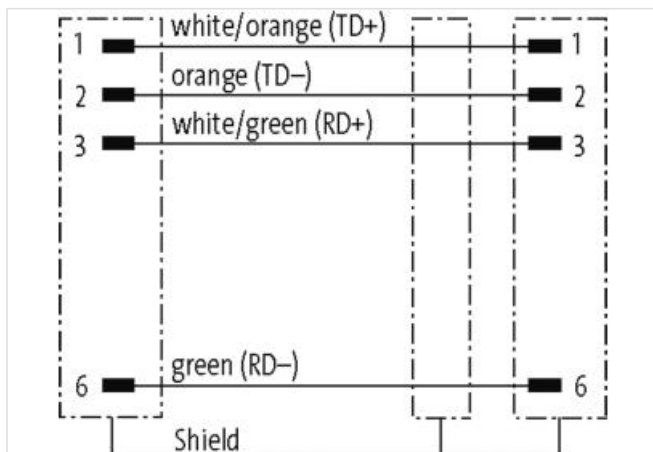 white/orange (TD+)
1 1
orange (TD–)
2 2
white/green (RD+)
3 3
green (RD–)
6 6
Shield